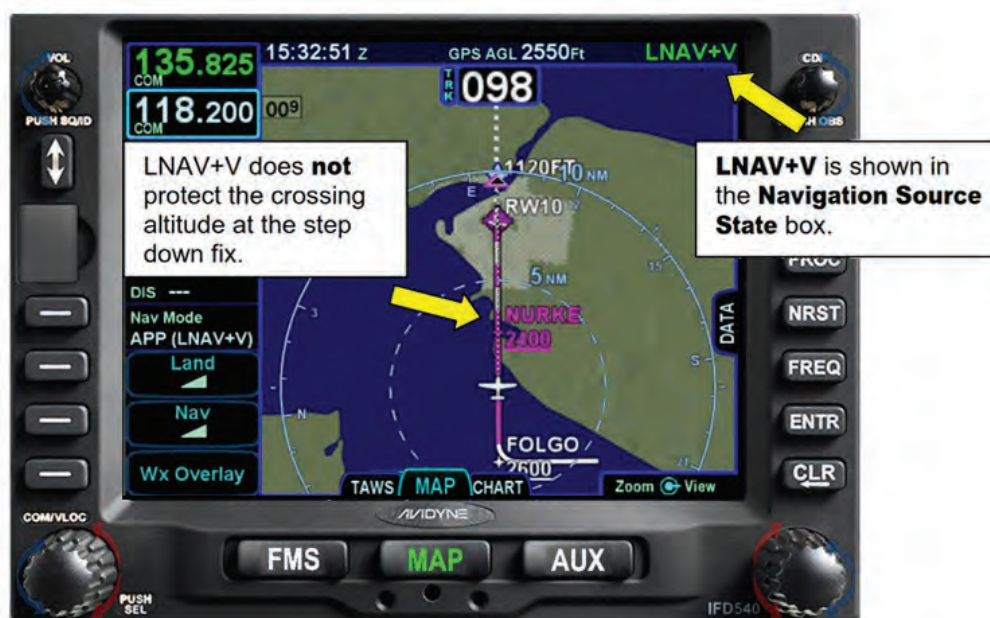 VOL
PUSH SQ/ID
135.825
COM
118.200
COM
15:32:51 Z
GPS AGL 2550Ft
LNAV+V
TRK
098
009
CDI
LNAV+V does not
protect the crossing
altitude at the step
down fix.
LNAV+V is shown in
the Navigation Source
State box.
1120FT
10 NM
E
RW10
5 NM
15
3
NURKE
2400
S
N
FOLGO
2600
21
DIS ---
Nav Mode
APP (LNAV+V)
Land
Nav
Wx Overlay
DATA
PROC
NRST
FREQ
ENTR
CLR
TAWS
MAP
CHART
Zoom
View
COM/VLOC
AVIDYNE
FMS
MAP
AUX
PUSH
SEL
IFD540